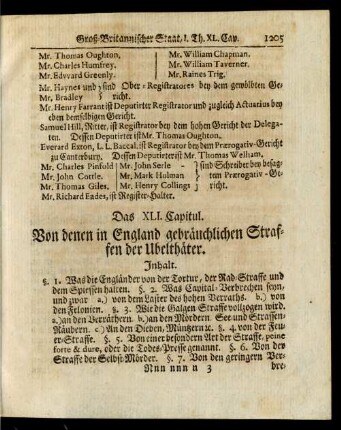 Groß-Britannischer Staat, I. Th. XL. Cap. 1205
Mr. Thomas Oughton, Mr. William Chapman.
Mr. Charles Humfrey. Mr. William Taverner.
Mr. Edvvard Greenly. Mr. Raines Trig.
Mr. Haynes und } sind Ober-Registratores bey dem gewölbten Ge-
Mr. Bradley } richt.
Mr. Henry Farrant ist Deputirter Registrator und zugleich Actuarius bey
eben demselbigen Gericht.
Samuel Hill, Ritter, ist Registrator bey dem hohen Gericht der Delega-
ten. Dessen Deputirter ist Mr. Thomas Oughton.
Everard Exton, L. L. Baccal. ist Registrator bey dem Prærogativ-Gericht
zu Canterbury. Dessen Deputirter ist Mr. Thomas Welham.
Mr. Charles Pinfuld Mr. John Serle } sind Schreiber bey besag-
Mr. John Cottle. Mr. Mark Hulman } tem Prærogativ-Ge-
Mr. Thomas Giles, Mr. Henry Collings } richt.
Mr. Richard Eades, ist Register-Halter.
Das XLI. Capitul.
Von denen in England gebräuchlichen Straf-
fen der Ubelthäter.
Inhalt.
§. 1. Was die Engländer von der Tortur, der Rad-Straffe und
dem Spiessen halten. §. 2. Was Capital-Verbrechen seyn,
und zwar a.) von dem Laster des hohen Verraths. b.) von
den Felonien. §. 3. Wie die Galgen-Straffe vollzogen wird.
a.) an den Verräthern. b.) an den Mördern. See- und Strassen-
Räubern. c.) An den Dieben, Müntzern ꝛc. §. 4. von der Feu-
er-Straffe. §. 5. Von einer besondern Art der Straffe, peine
forte & dure, oder die Todes-Presse genannt. §. 6. Von der
Straffe der Selbst-Mörder. §. 7. Von den geringern Ver-
Nnn nnn n 3 bre-